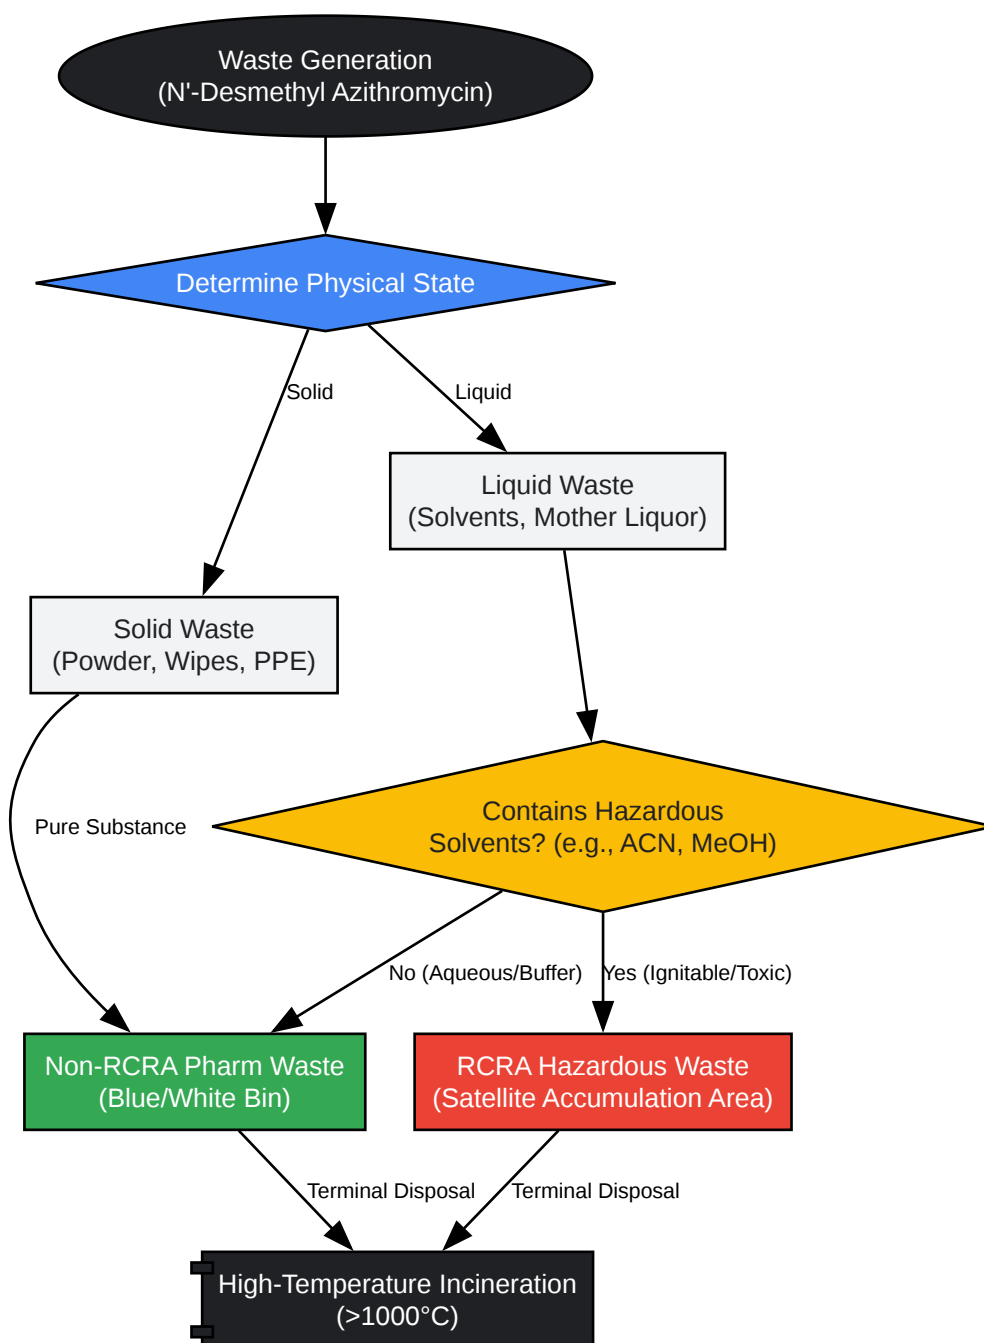 Waste Generation
(N'-Desmethyl Azithromycin)
Determine Physical State
Solid
Liquid
Liquid Waste
(Solvents, Mother Liquor)
Solid Waste
(Powder, Wipes, PPE)
Pure Substance
Contains Hazardous
Solvents? (e.g., ACN, MeOH)
No (Aqueous/Buffer)
Yes (Ignitable/Toxic)
Non-RCRA Pharm Waste
(Blue/White Bin)
RCRA Hazardous Waste
(Satellite Accumulation Area)
Terminal Disposal
Terminal Disposal
High-Temperature Incineration
(>1000°C)